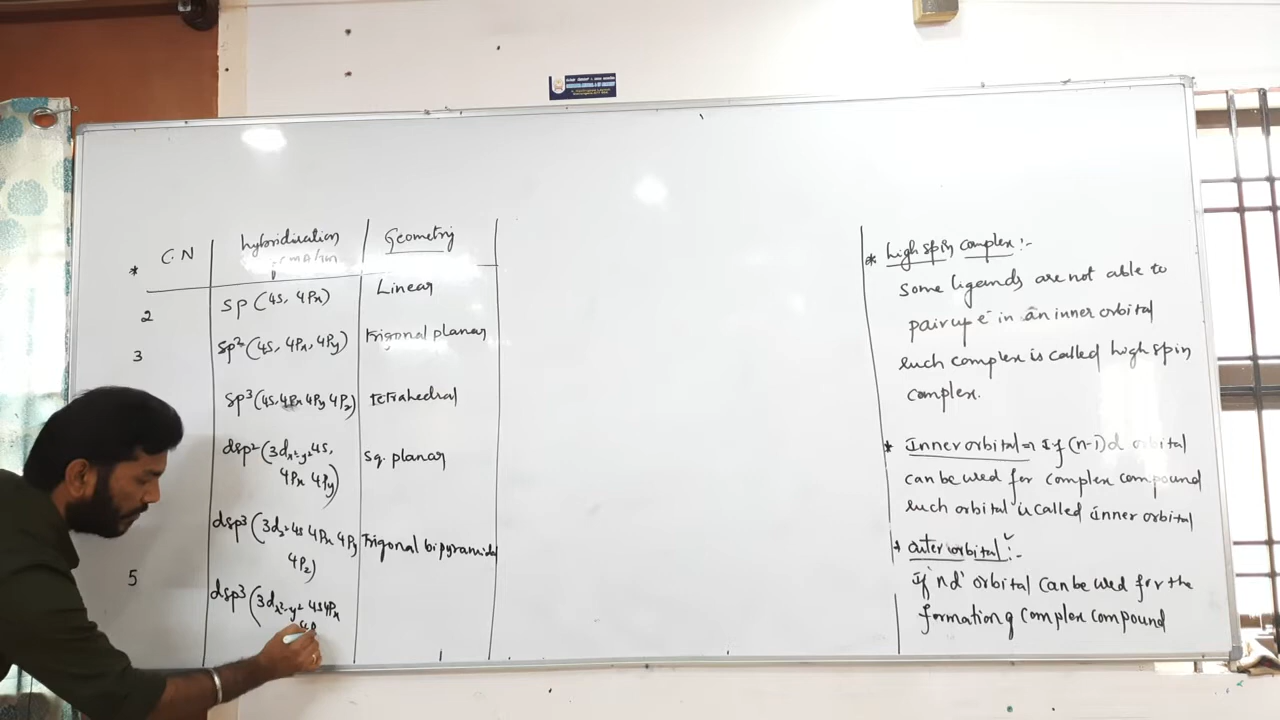 * C.N hybridisation Geometry
2 sp (4s, 4Px) Linear
3 sp² (4s, 4Px, 4Py) trigonal planar
sp³ (4s, 4Px 4Py 4Pz) tetrahedral
dsp² (3dx²-y² 4s, Sq. planar
4Px 4Py)
dsp³ (3dz² 4s 4Px 4Py Trigonal bipyramidal
4Pz)
5
dsp³ (3dx²-y² 4s 4Px
* high spin complex :-
Some ligands are not able to
pair up e⁻ in an inner orbital
such complex is called high spin
complex.
* Inner orbital = If (n-1)d orbital
can be used for complex compound
such orbital is called inner orbital
* outer orbital :-
If 'nd' orbital can be used for the
formation of complex compound